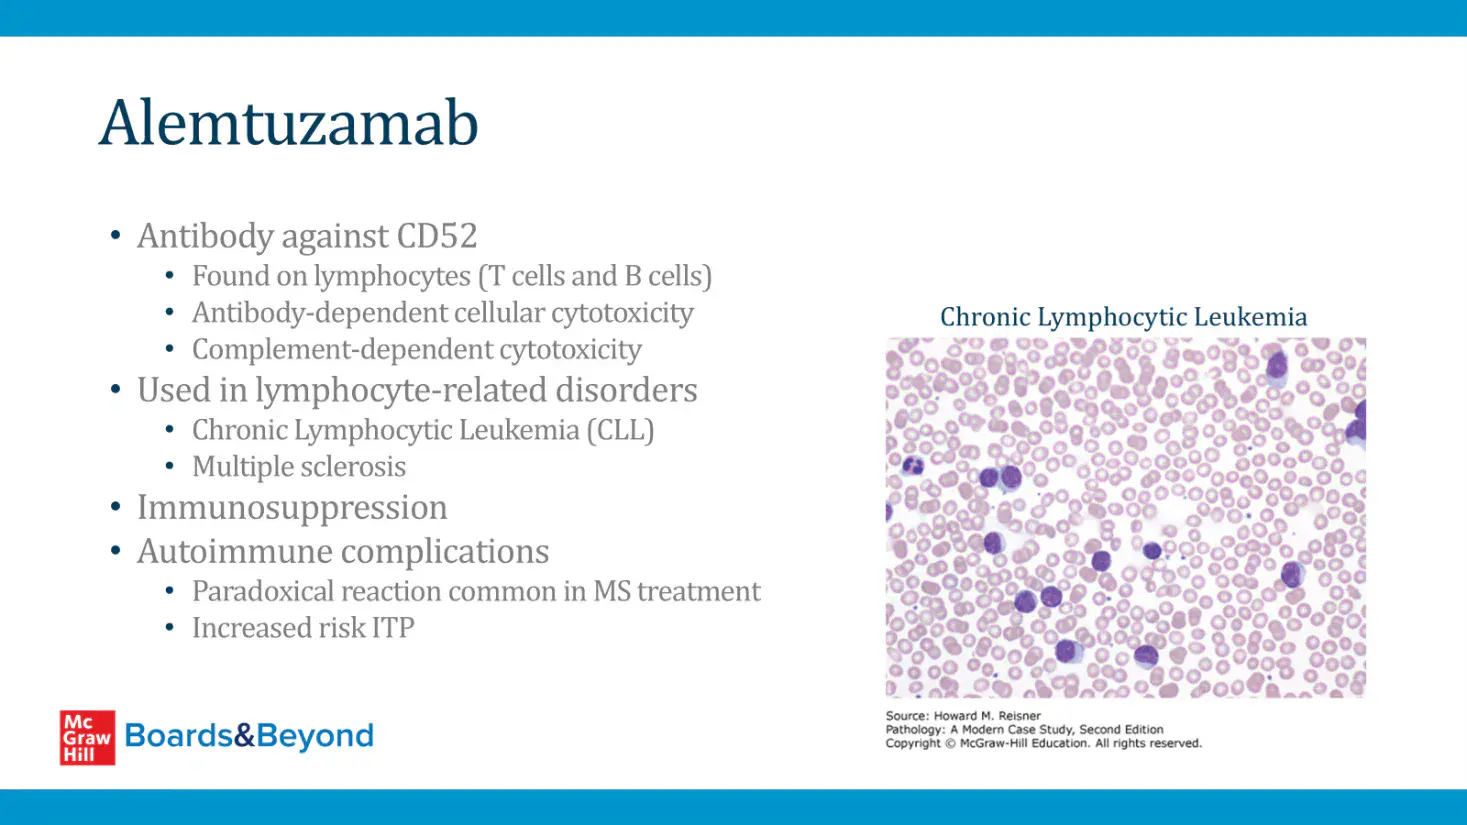 Alemtuzamab
• Antibody against CD52
• Found on lymphocytes (T cells and B cells)
• Antibody-dependent cellular cytotoxicity
• Complement-dependent cytotoxicity
• Used in lymphocyte-related disorders
• Chronic Lymphocytic Leukemia (CLL)
• Multiple sclerosis
• Immunosuppression
• Autoimmune complications
• Paradoxical reaction common in MS treatment
• Increased risk ITP
Chronic Lymphocytic Leukemia
Source: Howard M. Reisner
Pathology: A Modern Case Study, Second Edition
Copyright © McGraw-Hill Education. All rights reserved.
Mc
Graw
Hill
Boards&Beyond